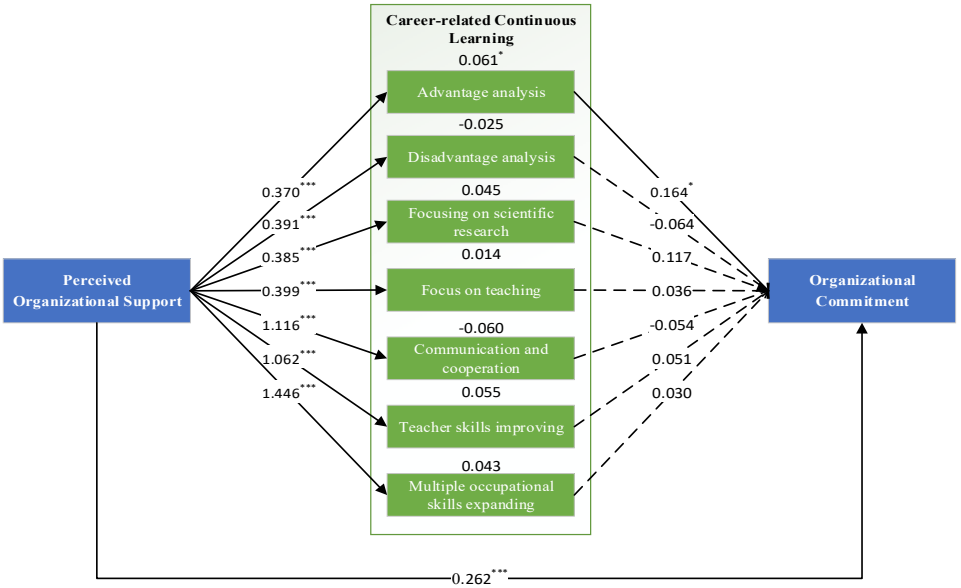 Career-related Continuous
Learning
0.061*
Advantage analysis
-0.025
Disadvantage analysis
0.045
Focusing on scientific
research
0.014
Focus on teaching
-0.060
Communication and
cooperation
0.055
Teacher skills improving
0.043
Multiple occupational
skills expanding
Perceived
Organizational Support
0.370***
0.391***
0.385***
0.399***
1.116***
1.062***
1.446***
0.164*
-0.064
0.117
0.036
-0.054
0.051
0.030
Organizational
Commitment
0.262***